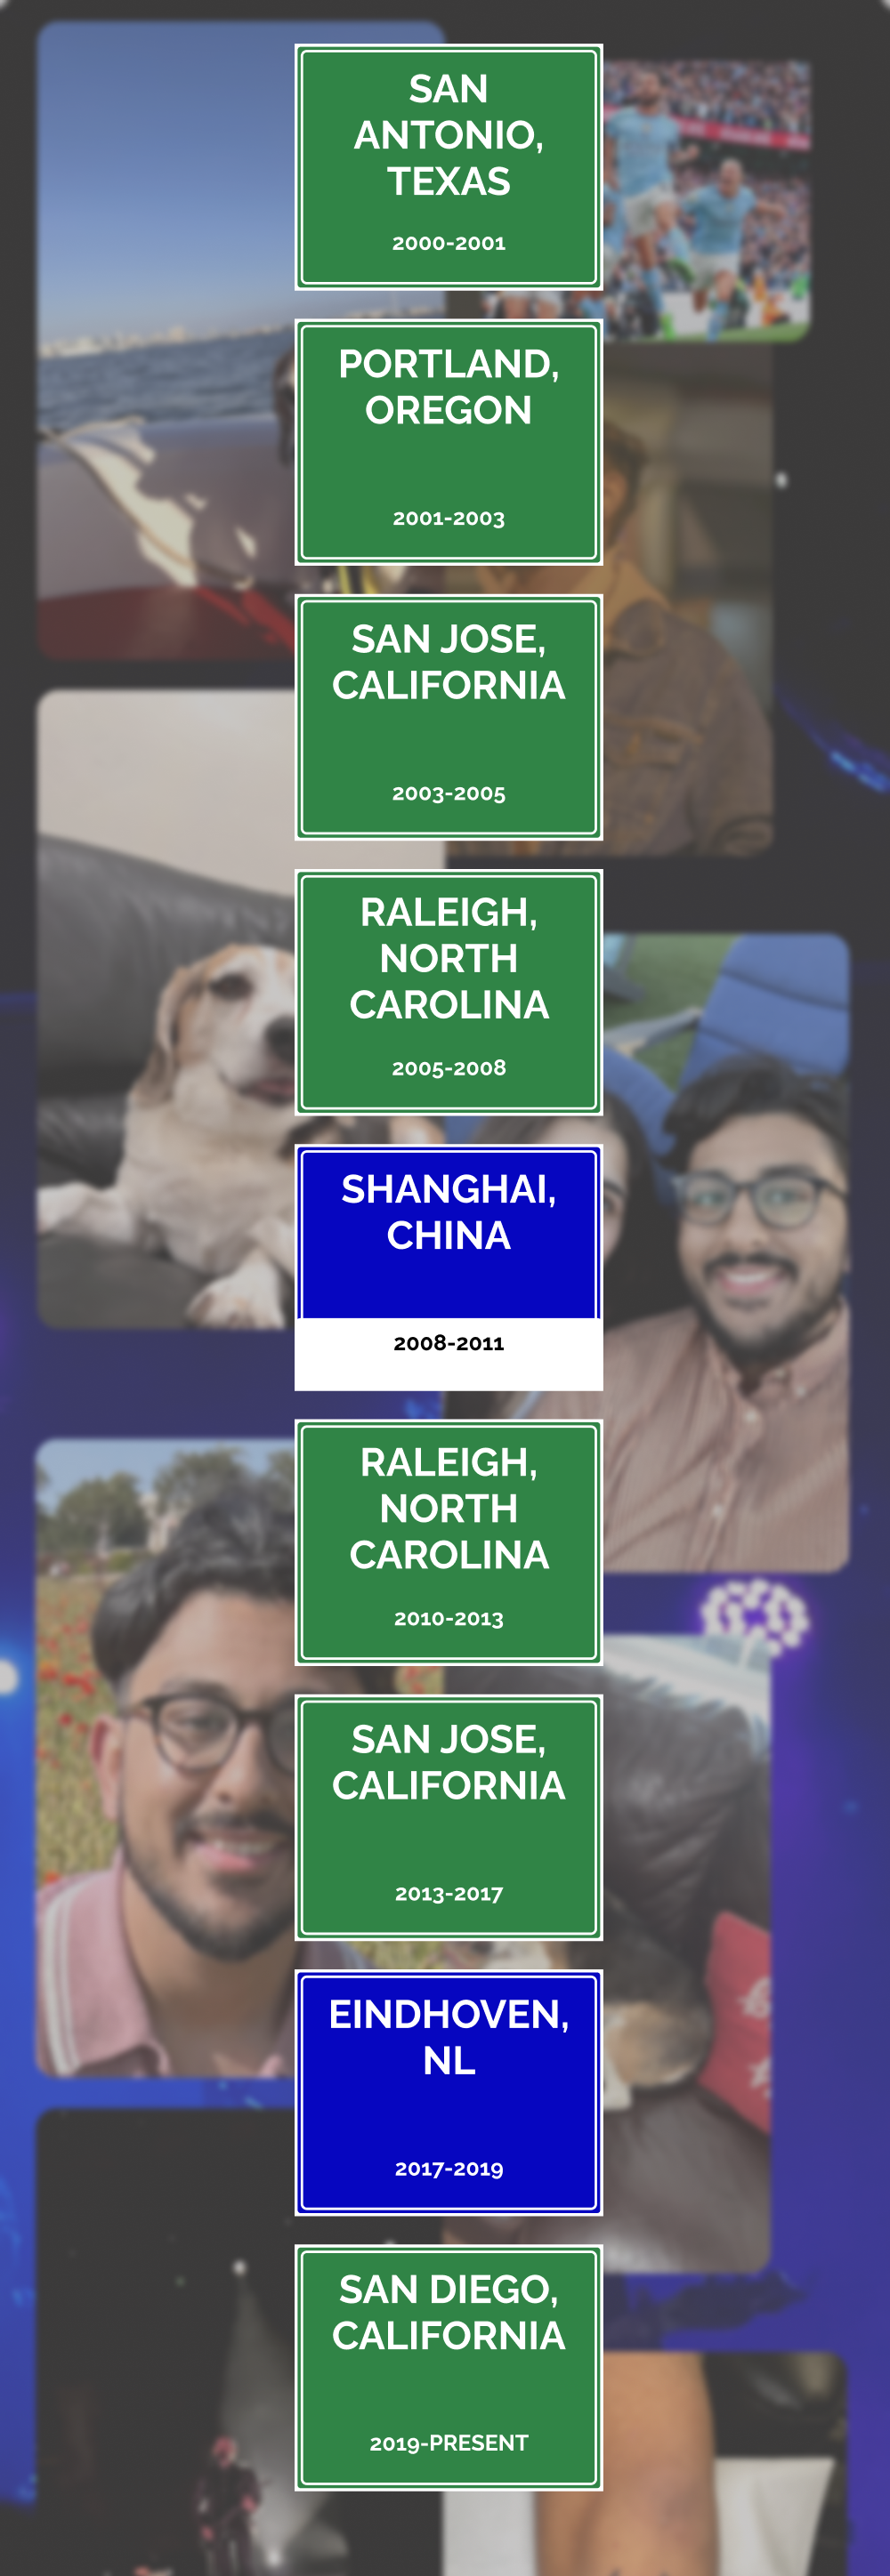 SAN
ANTONIO,
TEXAS
2000-2001
PORTLAND,
OREGON
2001-2003
SAN JOSE,
CALIFORNIA
2003-2005
RALEIGH,
NORTH
CAROLINA
2005-2008
SHANGHAI,
CHINA
2008-2011
RALEIGH,
NORTH
CAROLINA
2010-2013
SAN JOSE,
CALIFORNIA
2013-2017
EINDHOVEN,
NL
2017-2019
SAN DIEGO,
CALIFORNIA
2019-PRESENT